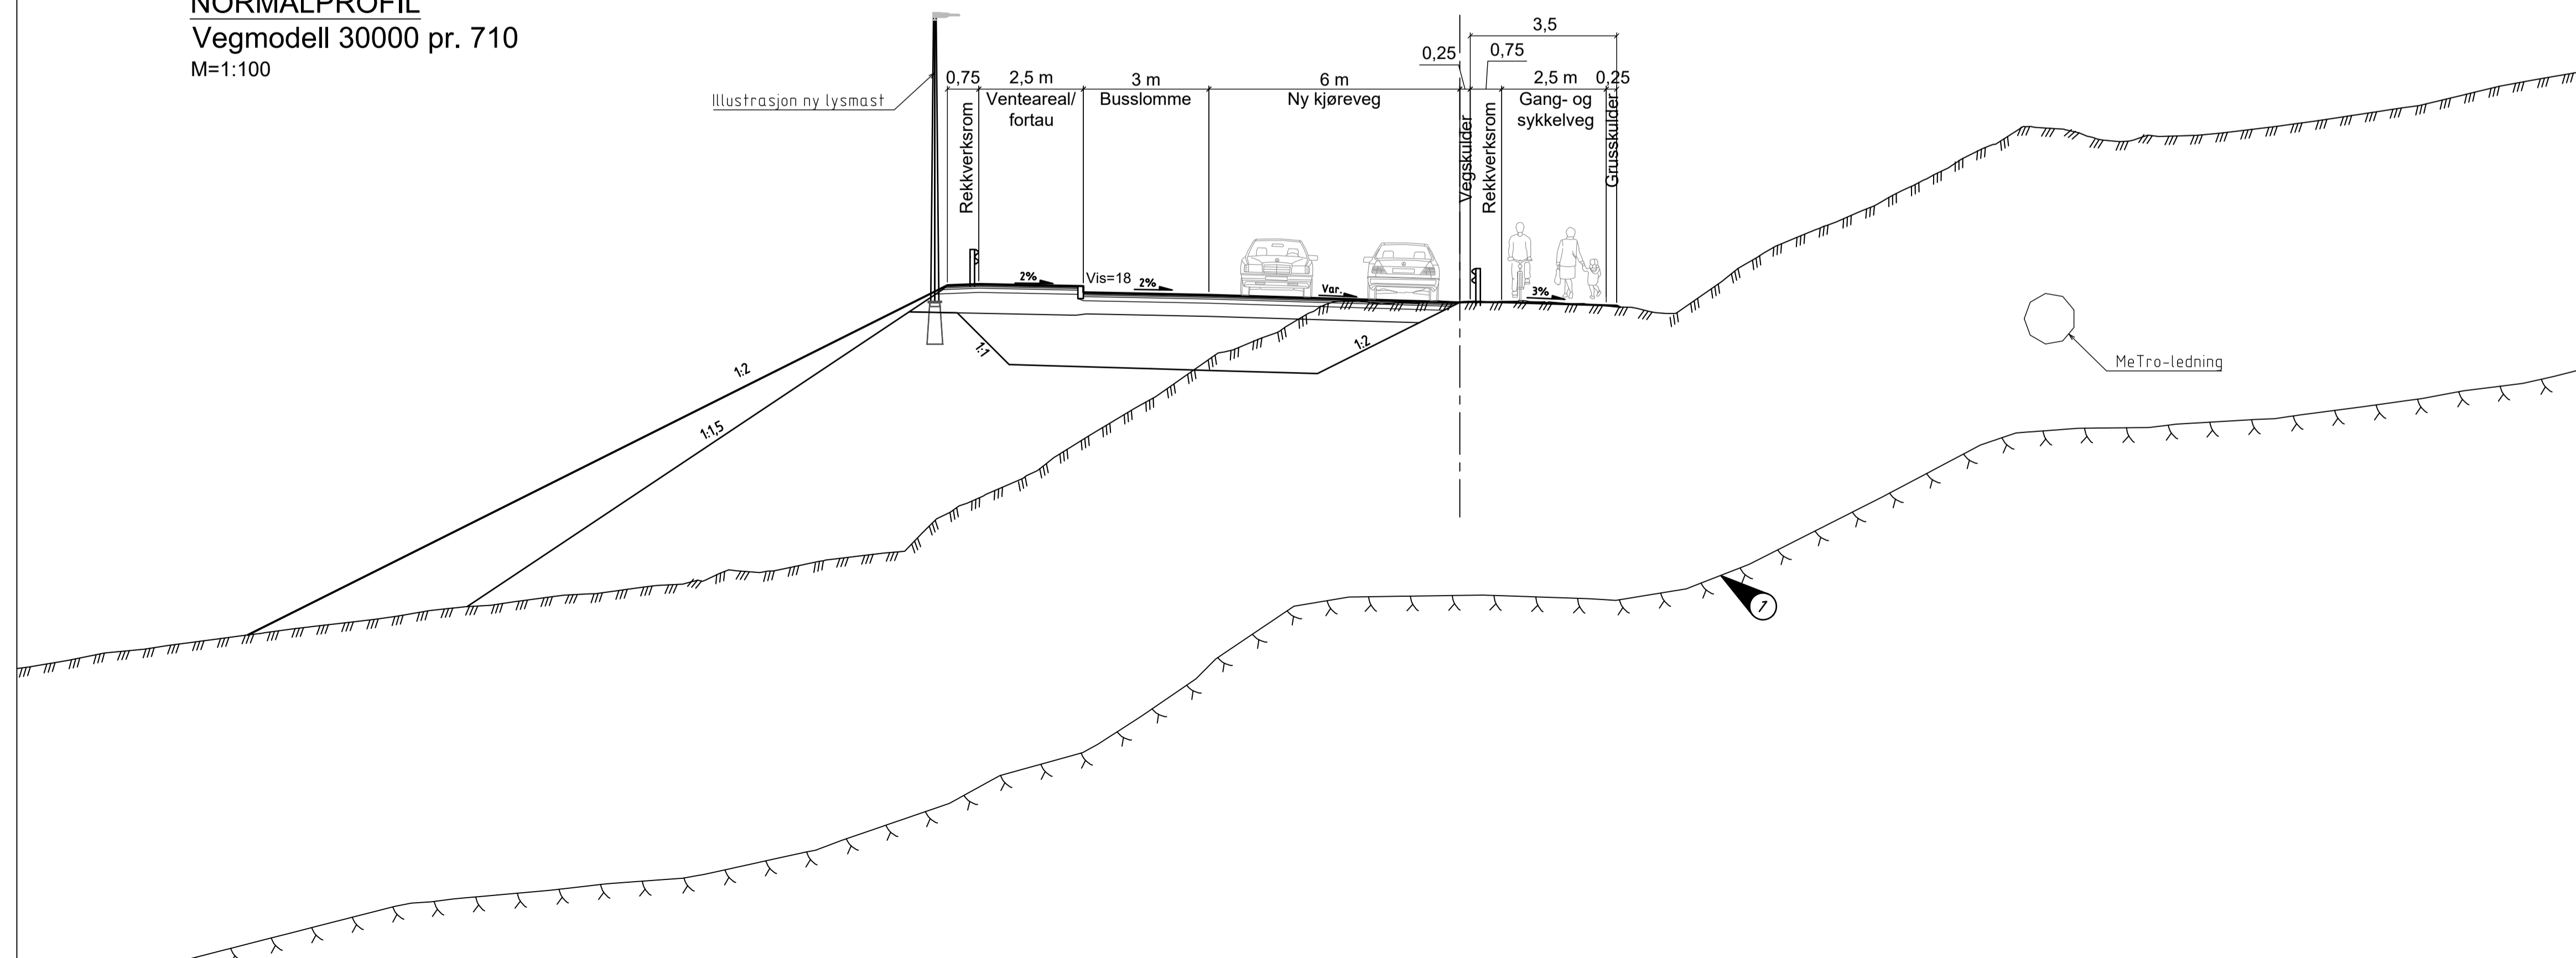 NORMALPROFIL
Vegmodell 30000 pr. 710
M=1:100
Illustrasjon ny lysmast
3,5
0,25
0,75
0,75
2,5 m
3 m
6 m
2,5 m
0,25
Rekkverksrom
Venteareal/
fortau
Busslomme
Ny kjøreveg
Vegskulder
Rekkverksrom
Gang- og
sykkelveg
Grusskulder
2%
Vis=18
2%
Var.
3%
1:2
1:1,5
1:1
1:2
MeTro-ledning
1